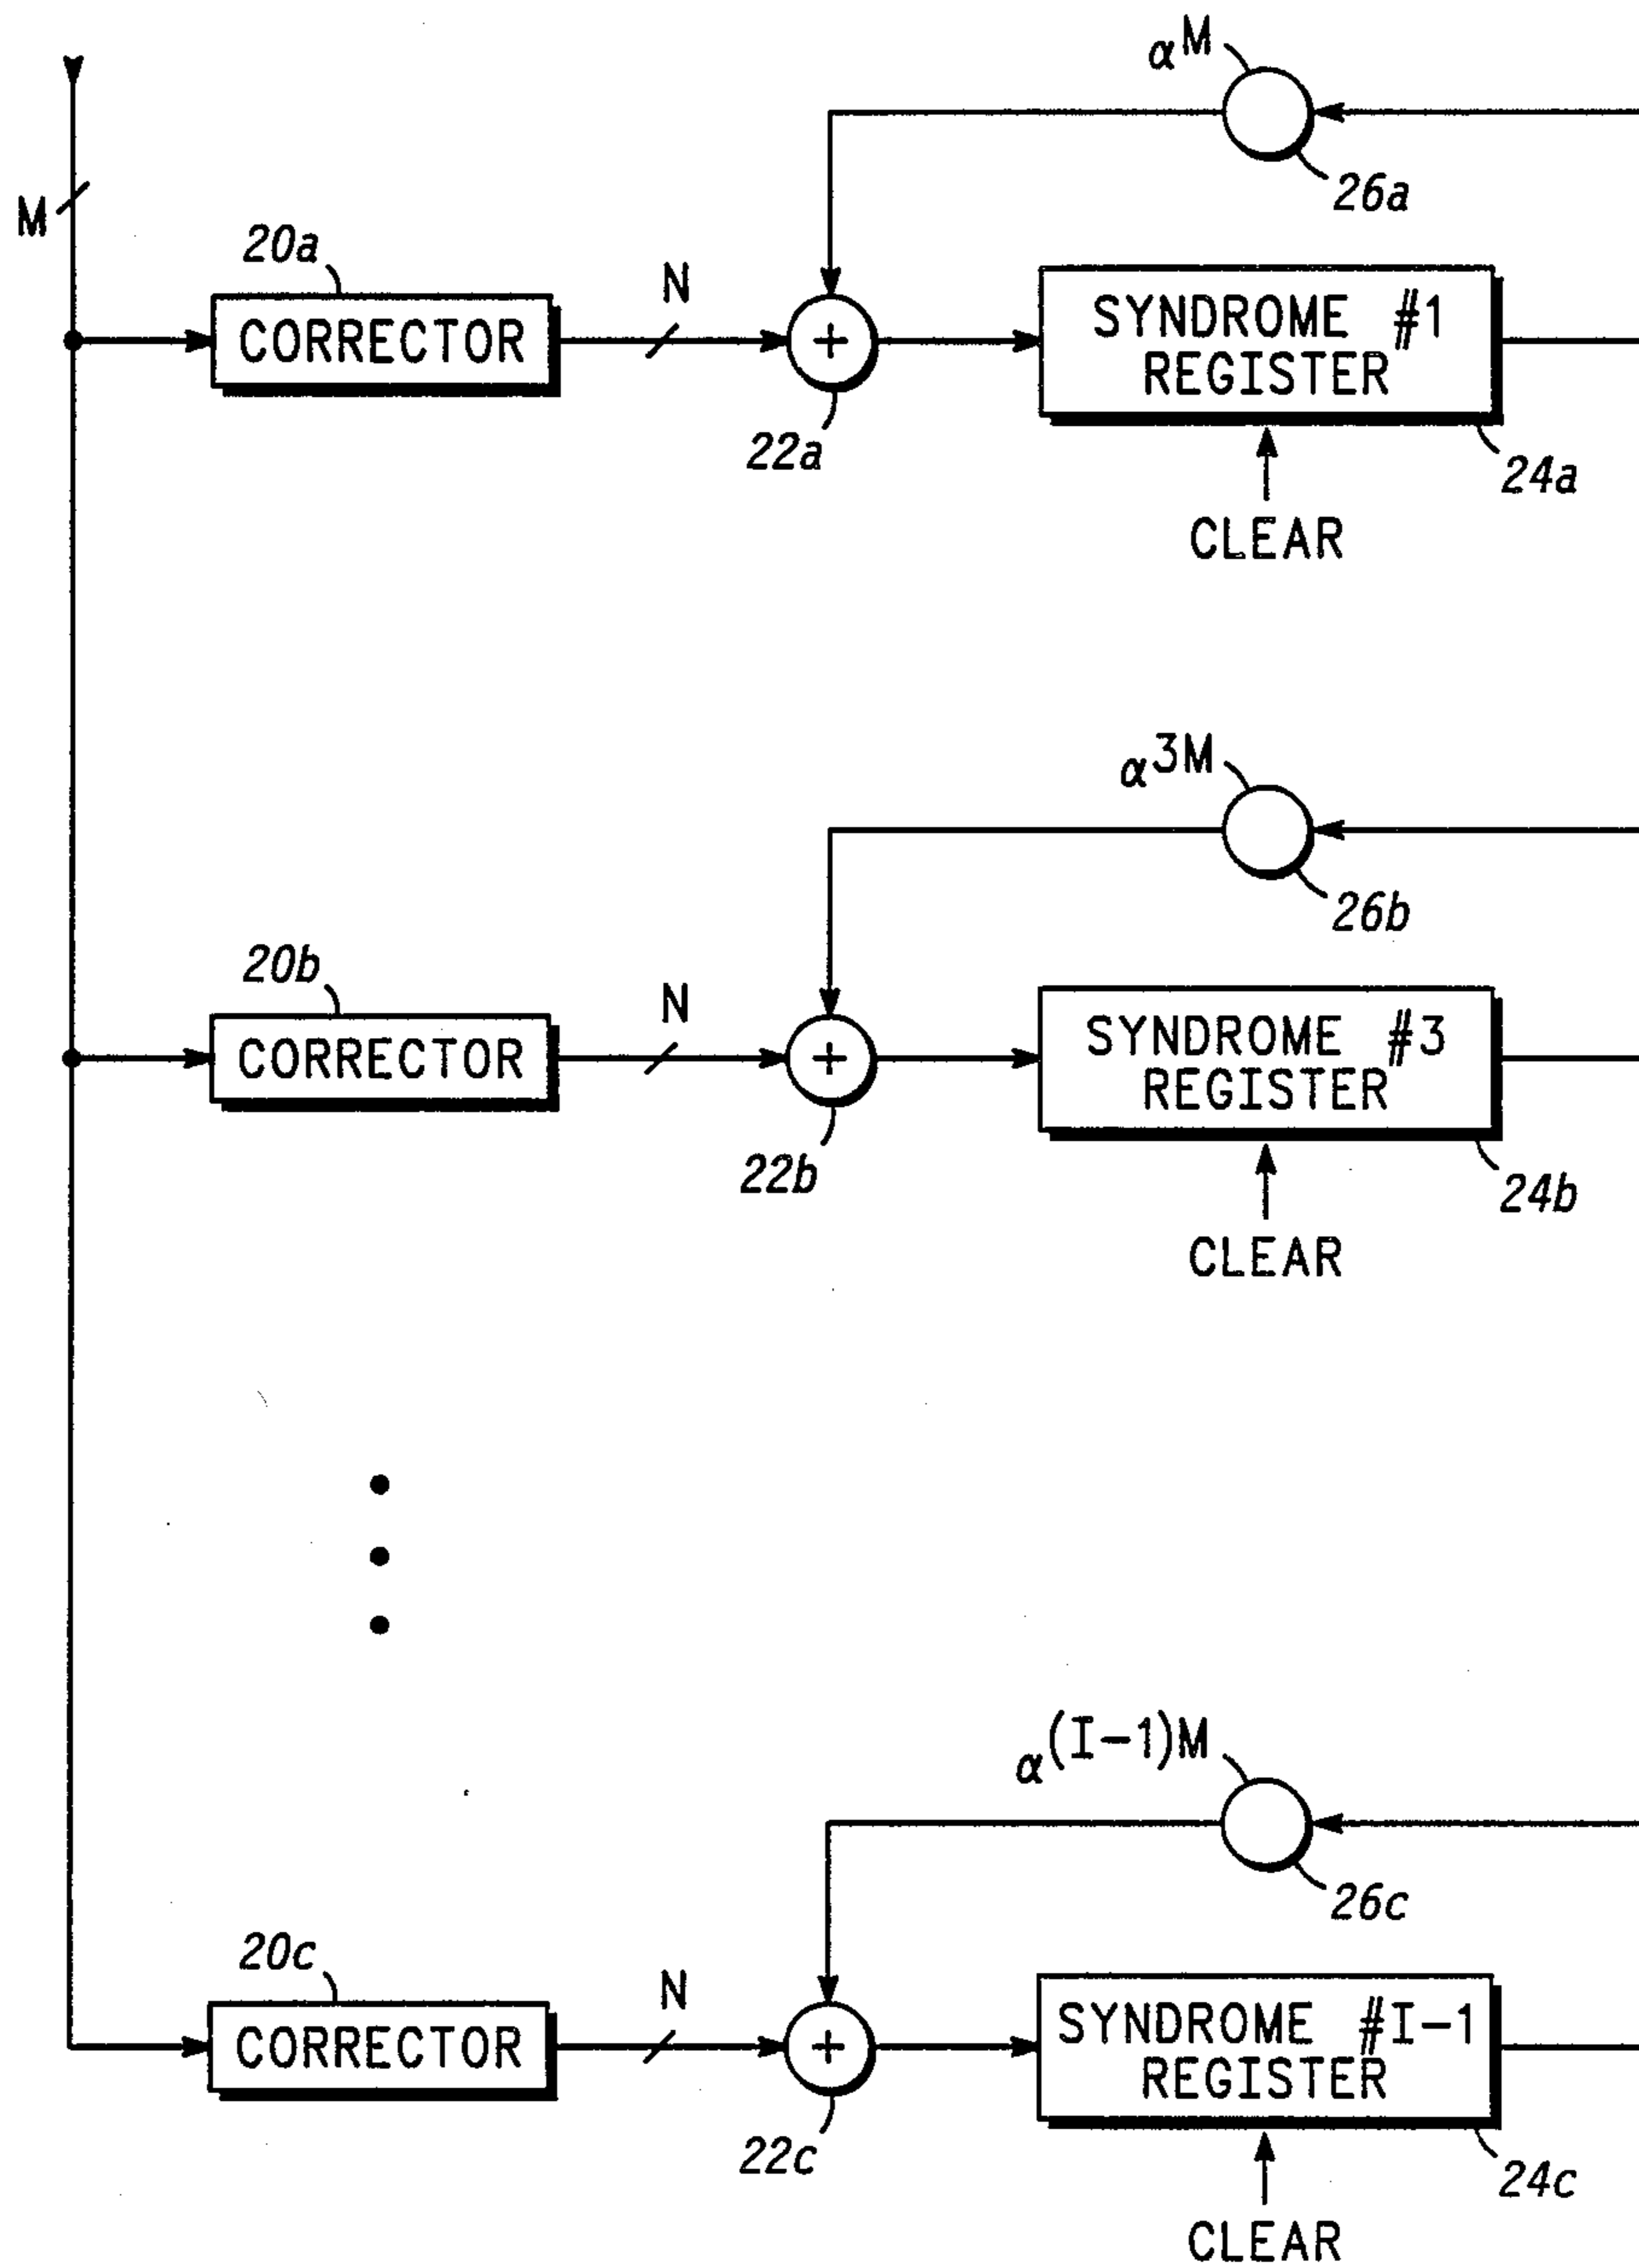 α^M
26a
M
20a
CORRECTOR
N
+
22a
SYNDROME #1
REGISTER
24a
CLEAR
α^3M
26b
20b
CORRECTOR
N
+
22b
SYNDROME #3
REGISTER
24b
CLEAR
α^(I-1)M
26c
20c
CORRECTOR
N
+
22c
SYNDROME #I-1
REGISTER
24c
CLEAR